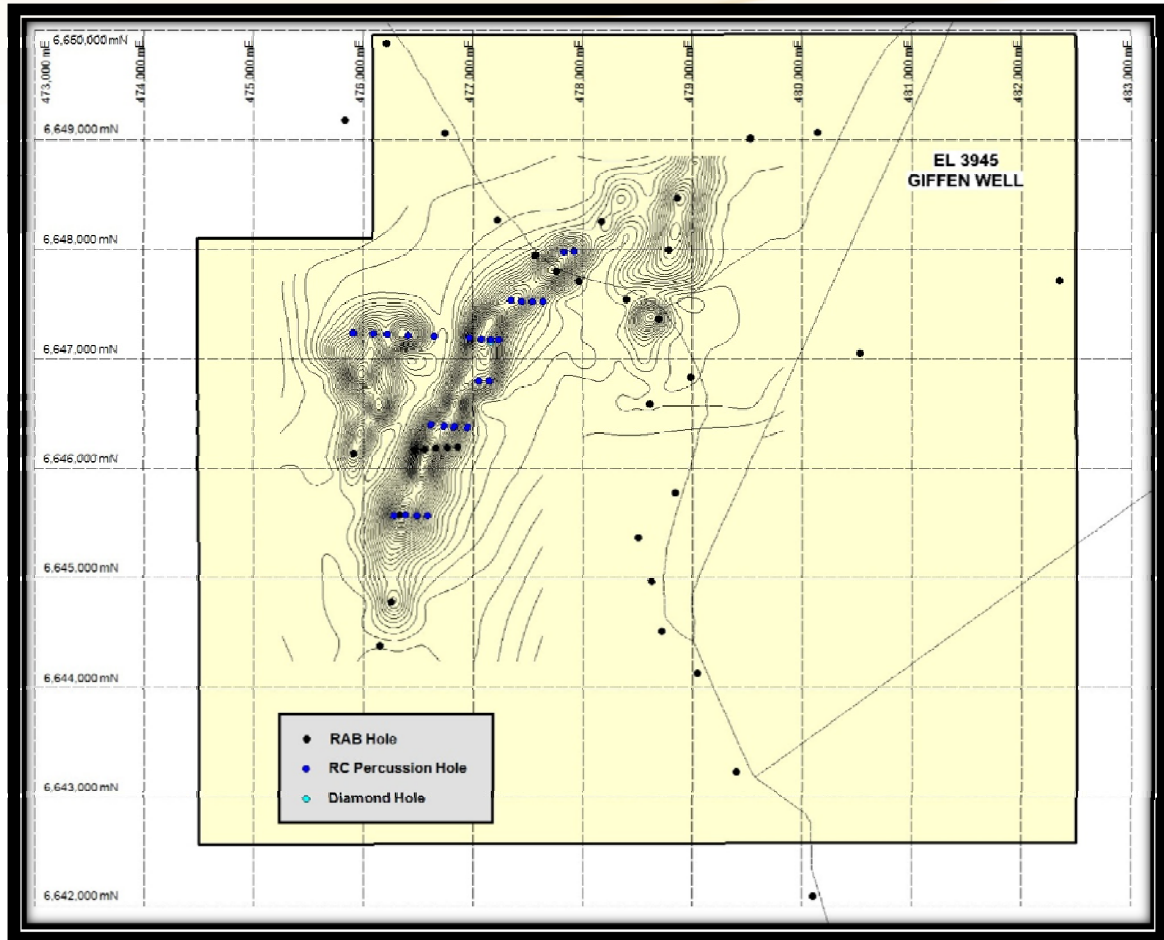 6,650,000 mN
473,000 mE
474,000 mE
475,000 mE
476,000 mE
477,000 mE
478,000 mE
479,000 mE
480,000 mE
481,000 mE
482,000 mE
483,000 mE
6,649,000 mN
EL 3945
GIFFEN WELL
6,648,000 mN
6,647,000 mN
6,646,000 mN
6,645,000 mN
6,644,000 mN
RAB Hole
RC Percussion Hole
Diamond Hole
6,643,000 mN
6,642,000 mN